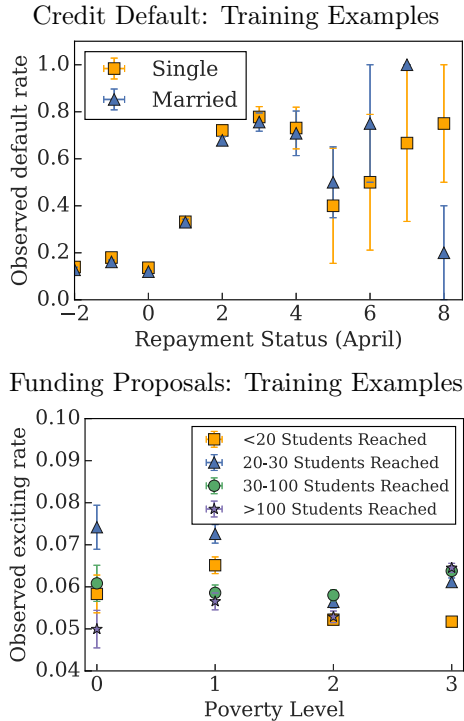 Credit Default: Training Examples
Single
Married
Observed default rate
1.0
0.8
0.6
0.4
0.2
0.0
−2 0 2 4 6 8
Repayment Status (April)
Funding Proposals: Training Examples
<20 Students Reached
20-30 Students Reached
30-100 Students Reached
>100 Students Reached
Observed exciting rate
0.10
0.09
0.08
0.07
0.06
0.05
0.04
0 1 2 3
Poverty Level